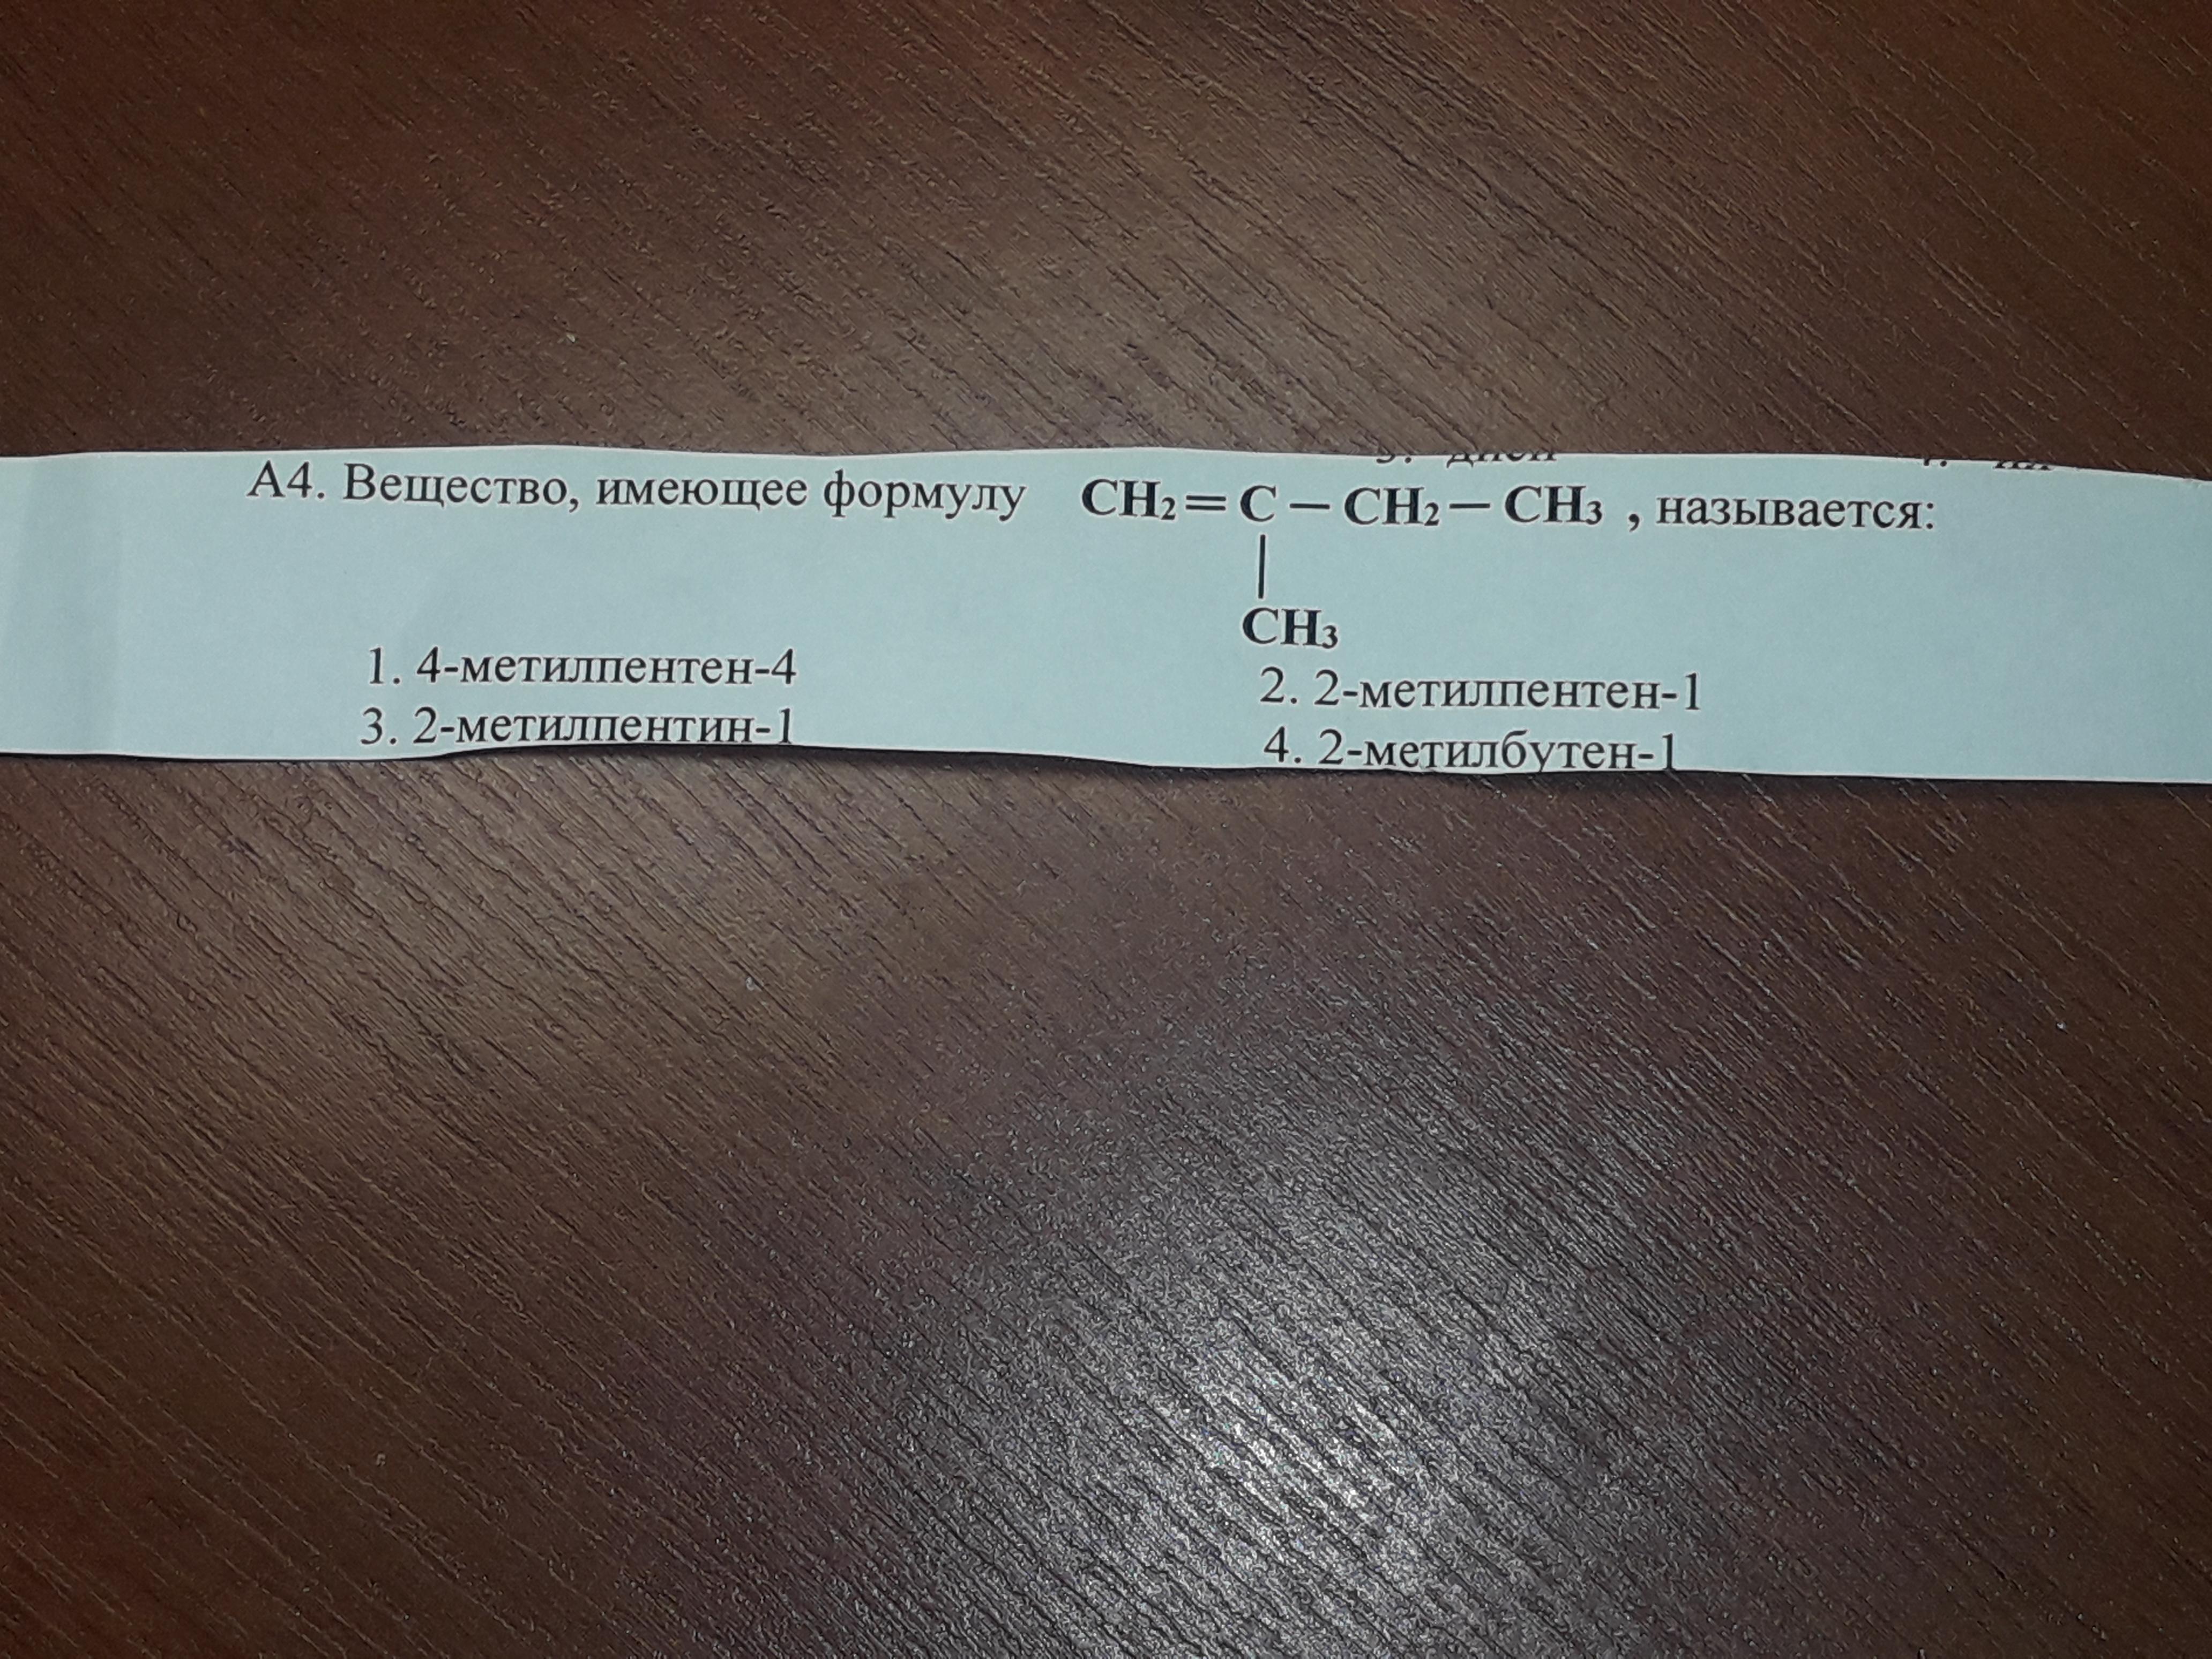 А4. Вещество, имеющее формулу CH₂=C—CH₂—CH₃ , называется:
|
CH₃
1. 4-метилпентен-4
2. 2-метилпентен-1
3. 2-метилпентин-1
4. 2-метилбутен-1